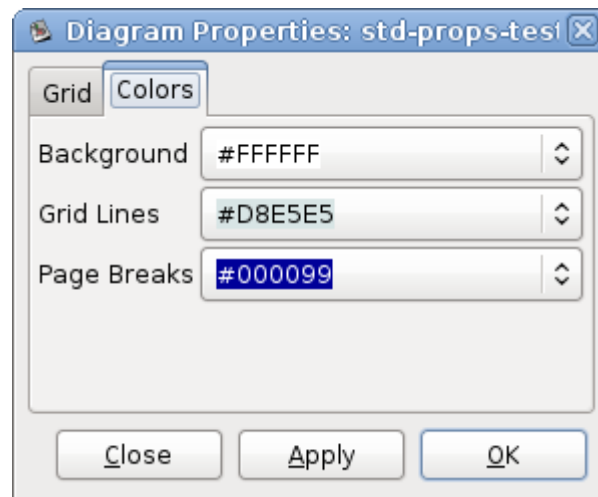 Diagram Properties: std-props-test
Grid Colors
Background #FFFFFF
Grid Lines #D8E5E5
Page Breaks #000099
Close Apply OK